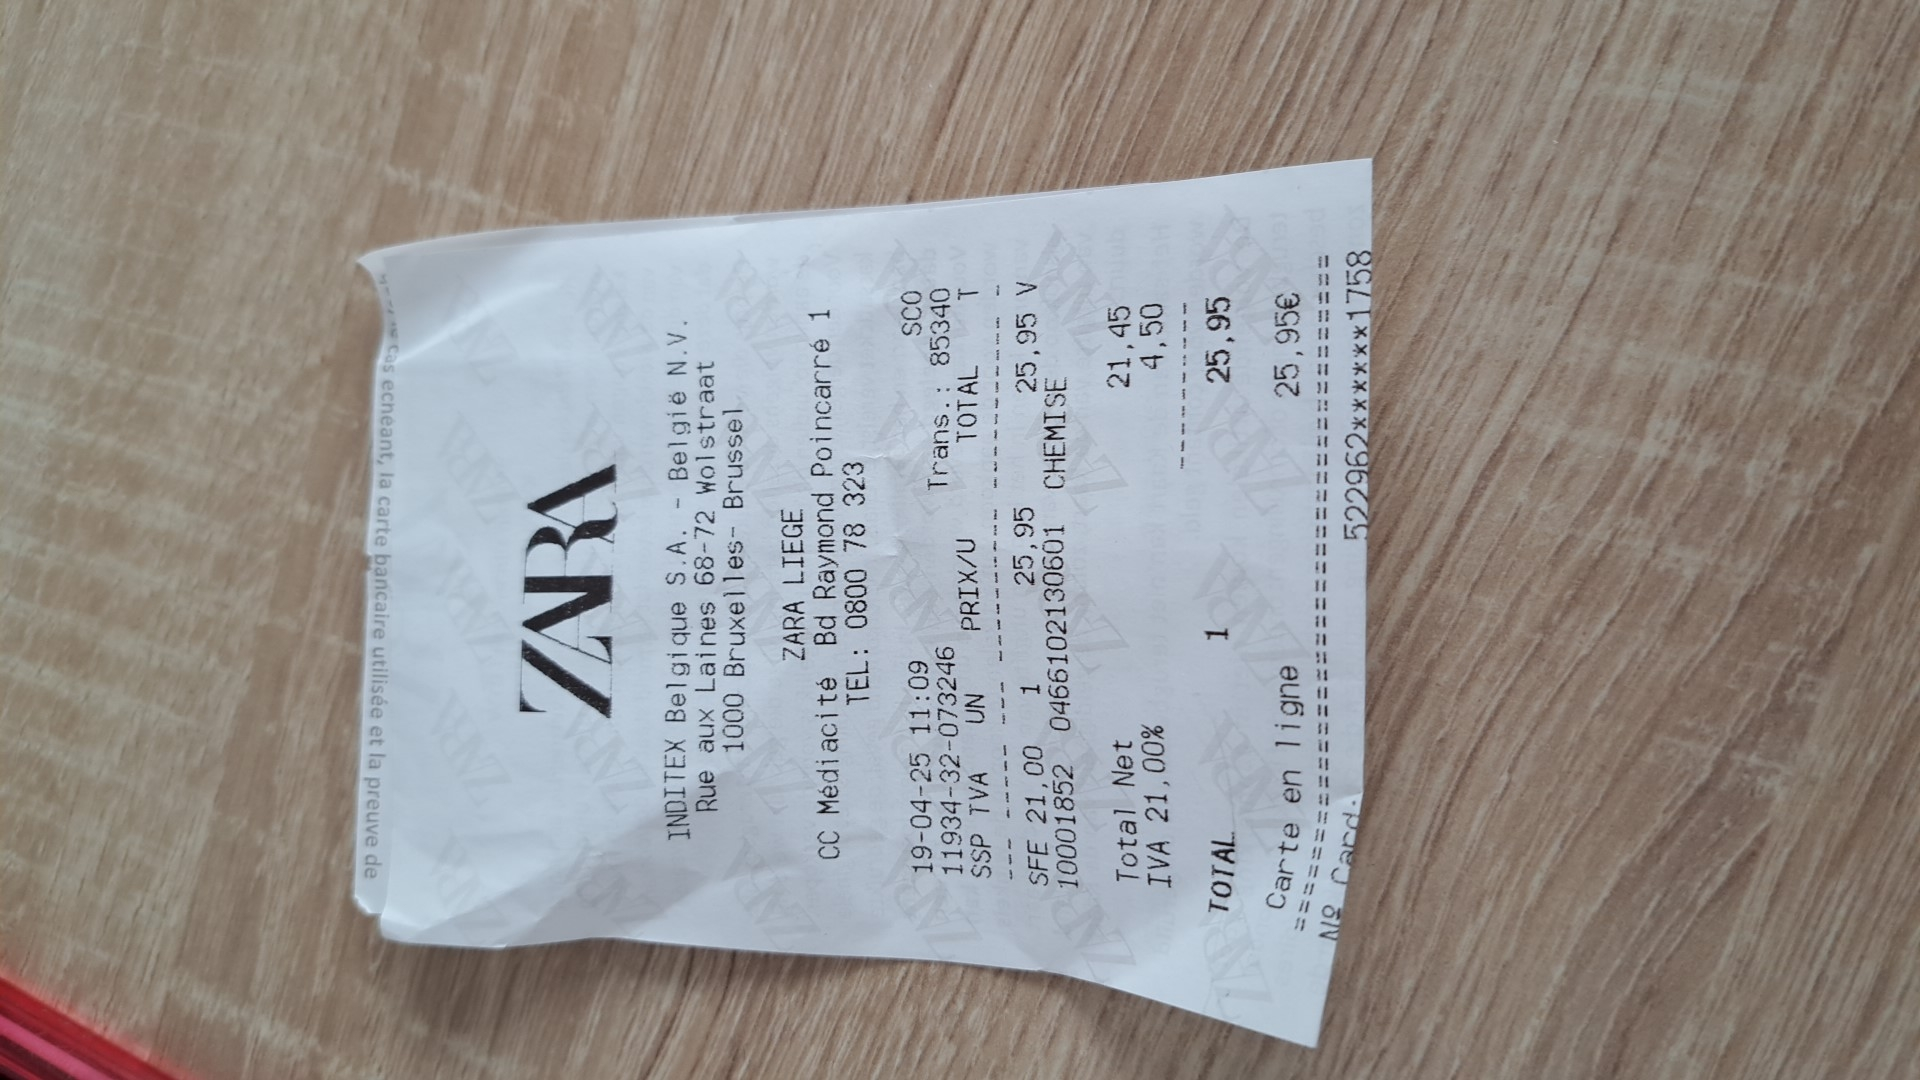 cas échéant, la carte bancaire utilisée et la preuve de
ZARA
INDITEX Belgique S.A. - België N.V.
Rue aux Laines 68-72 Wolstraat
1000 Bruxelles- Brussel
ZARA LIEGE
CC Médiacité Bd Raymond Poincarré 1
TEL: 0800 78 323
19-04-25 11:09 SCO
11934-32-073246 Trans.: 85340
SSP TVA UN PRIX/U TOTAL T
--- ----- --- ---------- ----------- -
SFE 21,00 1 25,95 25,95 V
100001852 0466102130601 CHEMISE
Total Net 21,45
IVA 21,00% 4,50
-----------
TOTAL 1 25,95
Carte en ligne 25,95€
========================================
Nº Card. 522962******1758